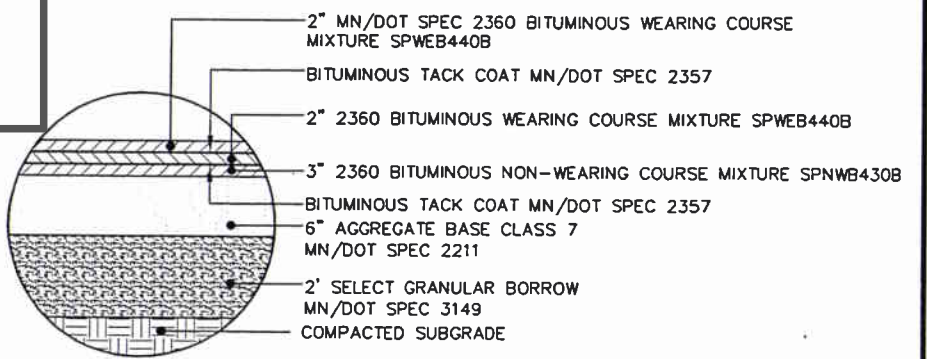 2" MN/DOT SPEC 2360 BITUMINOUS WEARING COURSE
MIXTURE SPWEB440B
BITUMINOUS TACK COAT MN/DOT SPEC 2357
2" 2360 BITUMINOUS WEARING COURSE MIXTURE SPWEB440B
3" 2360 BITUMINOUS NON-WEARING COURSE MIXTURE SPNWB430B
BITUMINOUS TACK COAT MN/DOT SPEC 2357
6" AGGREGATE BASE CLASS 7
MN/DOT SPEC 2211
2' SELECT GRANULAR BORROW
MN/DOT SPEC 3149
COMPACTED SUBGRADE